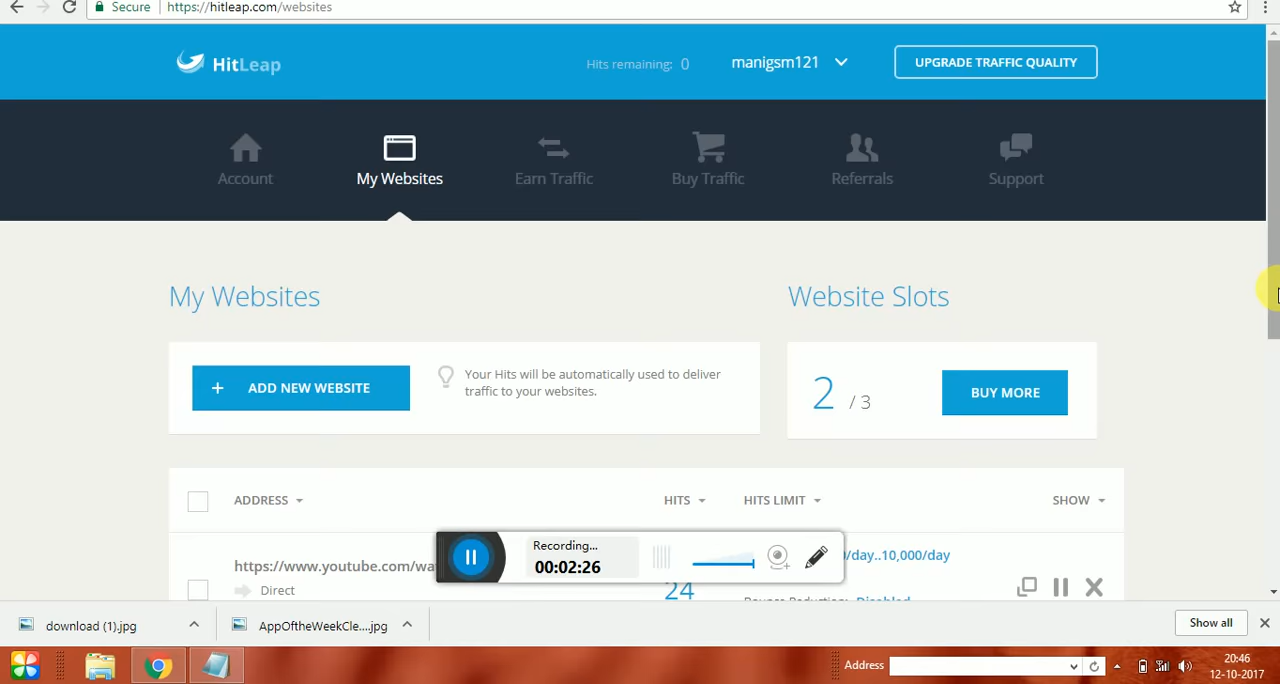 Secure https://hitleap.com/websites
HitLeap
Hits remaining: 0
manigsm121
UPGRADE TRAFFIC QUALITY
Account
My Websites
Earn Traffic
Buy Traffic
Referrals
Support
My Websites
Website Slots
+ ADD NEW WEBSITE
Your Hits will be automatically used to deliver
traffic to your websites.
2 / 3
BUY MORE
ADDRESS
HITS
HITS LIMIT
SHOW
Recording...
00:02:26
https://www.youtube.com/wa
/day..10,000/day
Direct
24
Bounce Reduction: Disabled
download (1).jpg
AppOftheWeekCle....jpg
Show all
Address
20:46
12-10-2017